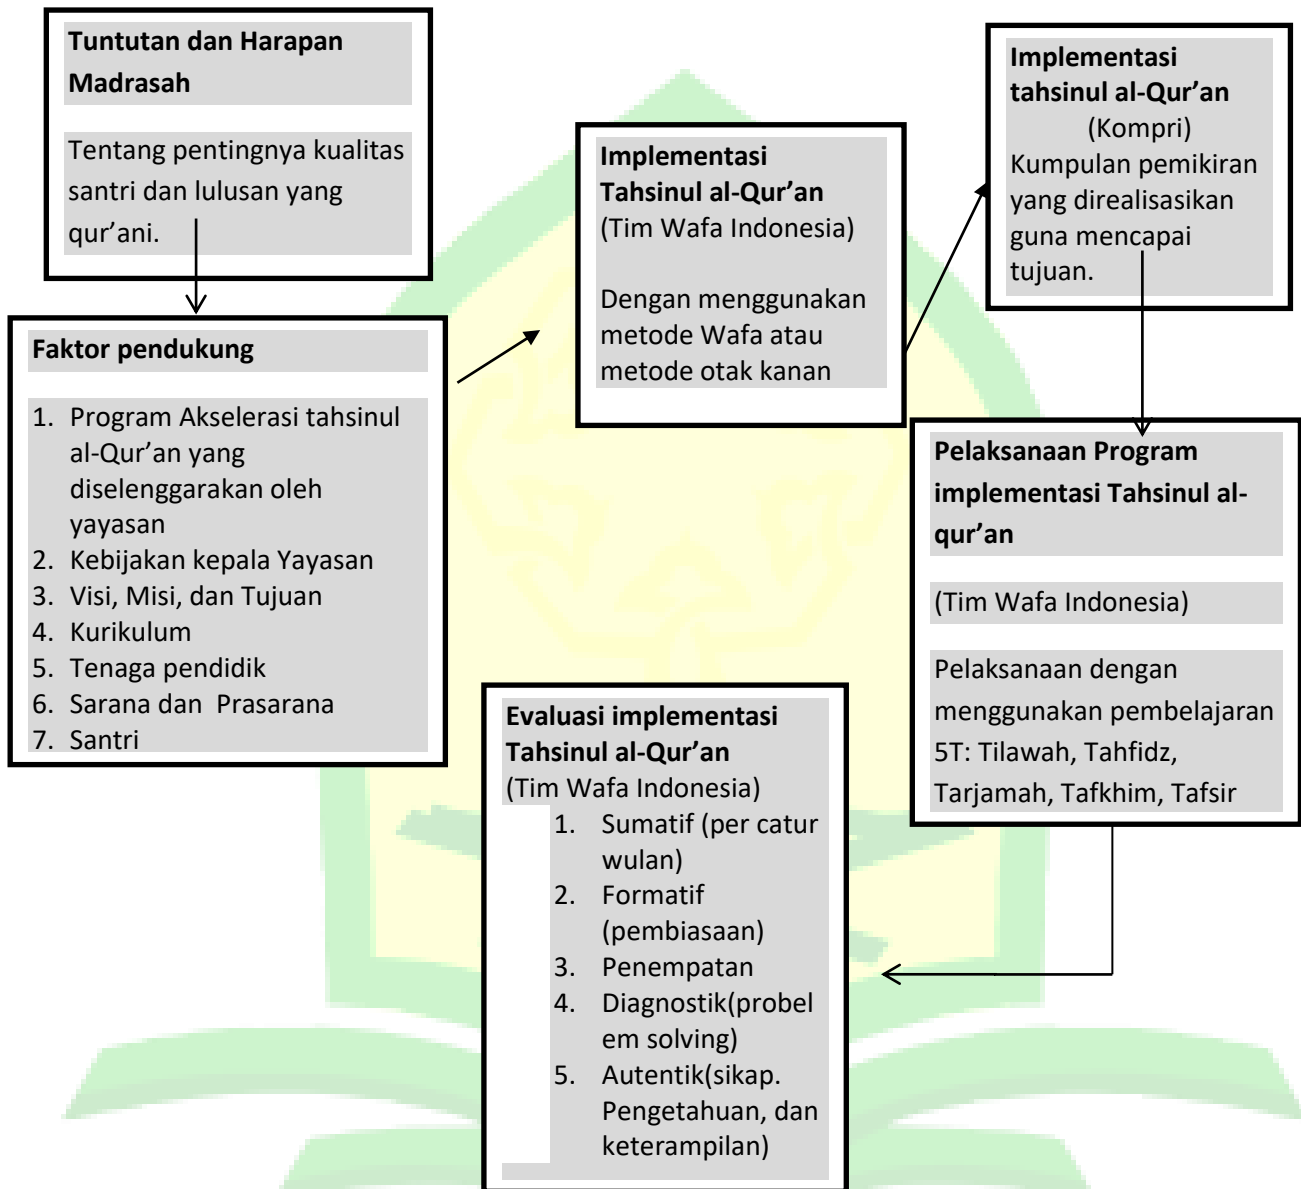 Tuntutan dan Harapan
Madrasah
Tentang pentingnya kualitas
santri dan lulusan yang
qur’ani.
Faktor pendukung
1. Program Akselerasi tahsinul
al-Qur’an yang
diselenggarakan oleh
yayasan
2. Kebijakan kepala Yayasan
3. Visi, Misi, dan Tujuan
4. Kurikulum
5. Tenaga pendidik
6. Sarana dan Prasarana
7. Santri
Implementasi
Tahsinul al-Qur’an
(Tim Wafa Indonesia)
Dengan menggunakan
metode Wafa atau
metode otak kanan
Implementasi
tahsinul al-Qur’an
(Kompri)
Kumpulan pemikiran
yang direalisasikan
guna mencapai
tujuan.
Pelaksanaan Program
implementasi Tahsinul al-
qur’an
(Tim Wafa Indonesia)
Pelaksanaan dengan
menggunakan pembelajaran
5T: Tilawah, Tahfidz,
Tarjamah, Tafkhim, Tafsir
Evaluasi implementasi
Tahsinul al-Qur’an
(Tim Wafa Indonesia)
1. Sumatif (per catur
wulan)
2. Formatif
(pembiasaan)
3. Penempatan
4. Diagnostik(probel
em solving)
5. Autentik(sikap.
Pengetahuan, dan
keterampilan)